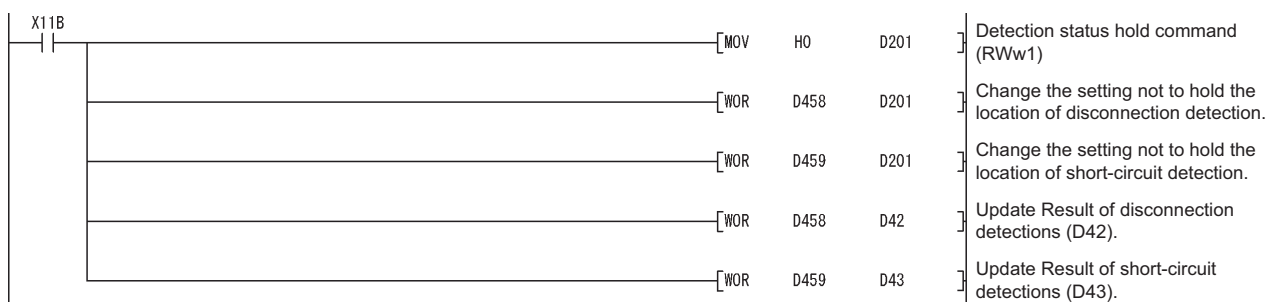 X11B
[MOV H0 D201] Detection status hold command
(RWw1)
[WOR D458 D201] Change the setting not to hold the
location of disconnection detection.
[WOR D459 D201] Change the setting not to hold the
location of short-circuit detection.
[WOR D458 D42] Update Result of disconnection
detections (D42).
[WOR D459 D43] Update Result of short-circuit
detections (D43).